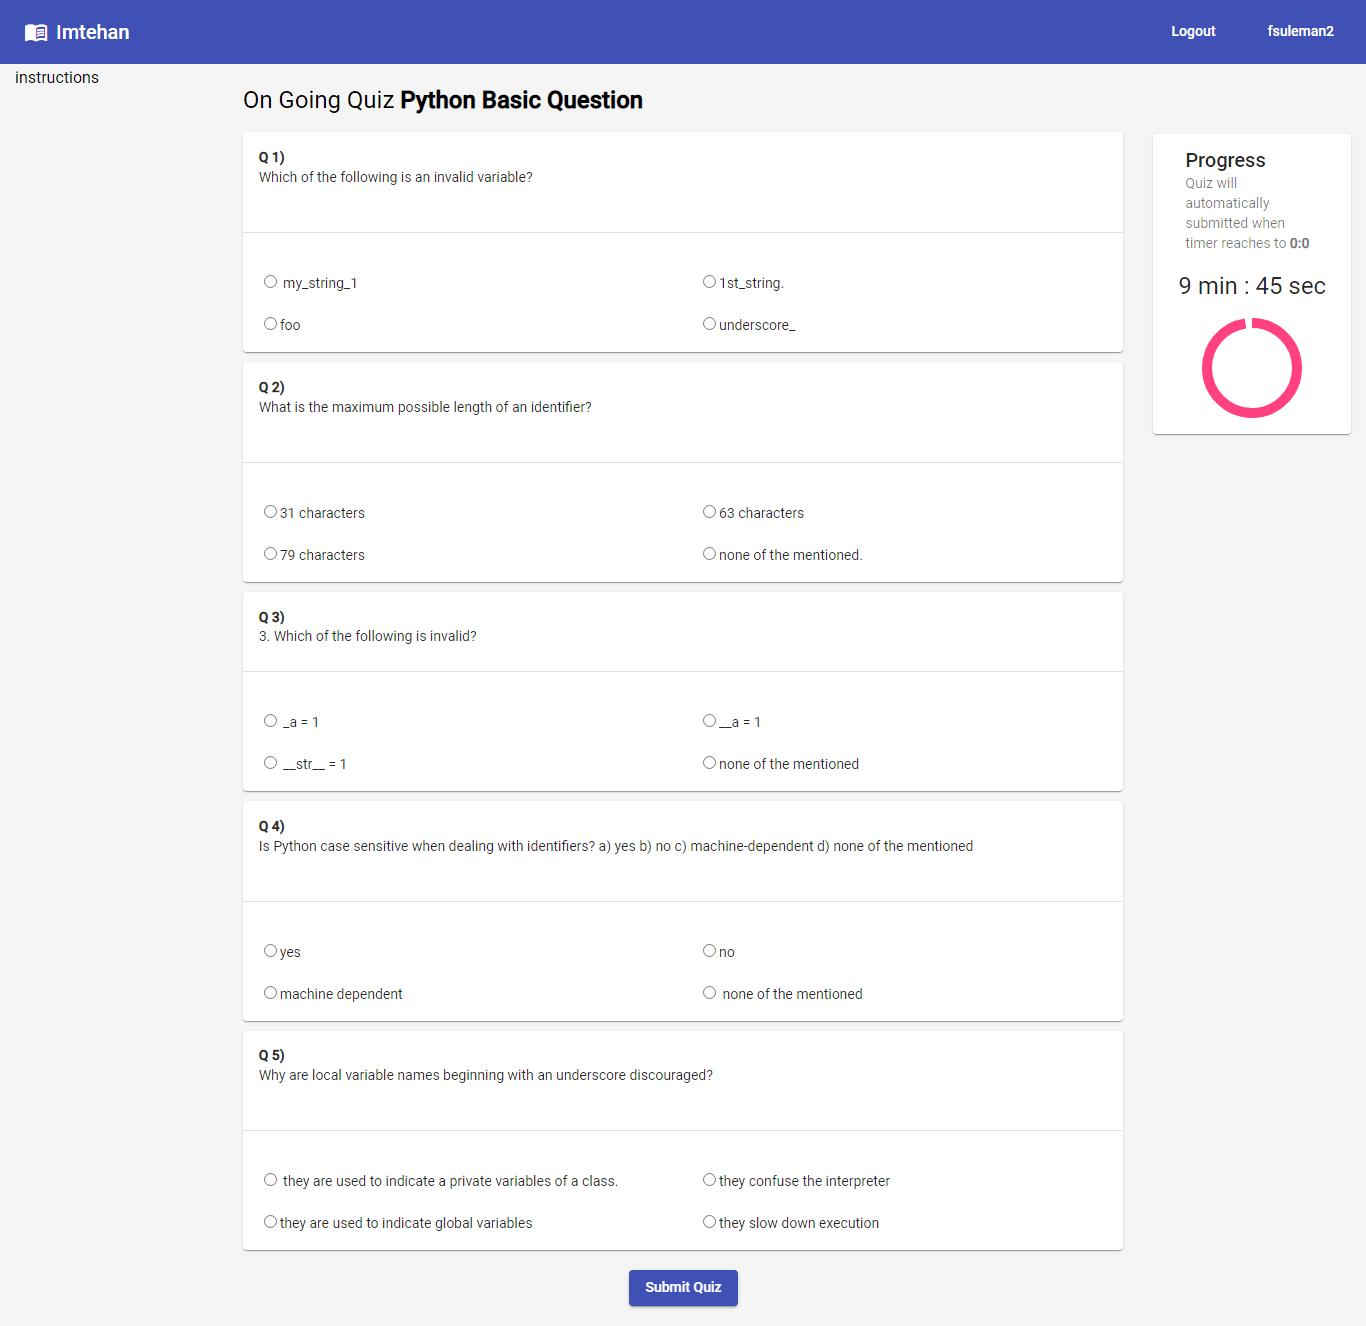 Imtehan
Logout
fsuleman2
instructions
On Going Quiz Python Basic Question
Q 1)
Which of the following is an invalid variable?
my_string_1
1st_string.
foo
underscore_
Q 2)
What is the maximum possible length of an identifier?
31 characters
63 characters
79 characters
none of the mentioned.
Q 3)
3. Which of the following is invalid?
_a = 1
__a = 1
__str__ = 1
none of the mentioned
Q 4)
Is Python case sensitive when dealing with identifiers? a) yes b) no c) machine-dependent d) none of the mentioned
yes
no
machine dependent
none of the mentioned
Q 5)
Why are local variable names beginning with an underscore discouraged?
they are used to indicate a private variables of a class.
they confuse the interpreter
they are used to indicate global variables
they slow down execution
Submit Quiz
Progress
Quiz will
automatically
submitted when
timer reaches to 0:0
9 min : 45 sec